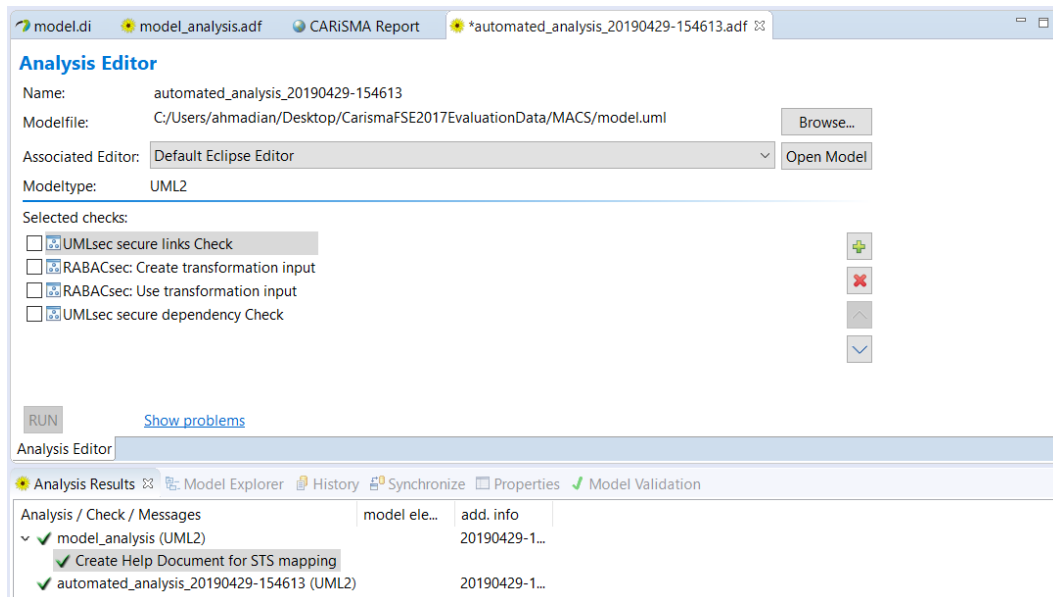 model.di model_analysis.adf CARiSMA Report *automated_analysis_20190429-154613.adf
Analysis Editor
Name: automated_analysis_20190429-154613
Modelfile: C:/Users/ahmadian/Desktop/CarismaFSE2017EvaluationData/MACS/model.uml Browse...
Associated Editor: Default Eclipse Editor Open Model
Modeltype: UML2
Selected checks:
UMLsec secure links Check
RABACsec: Create transformation input
RABACsec: Use transformation input
UMLsec secure dependency Check
RUN Show problems
Analysis Editor
Analysis Results Model Explorer History Synchronize Properties Model Validation
Analysis / Check / Messages model ele... add. info
model_analysis (UML2) 20190429-1...
Create Help Document for STS mapping
automated_analysis_20190429-154613 (UML2) 20190429-1...